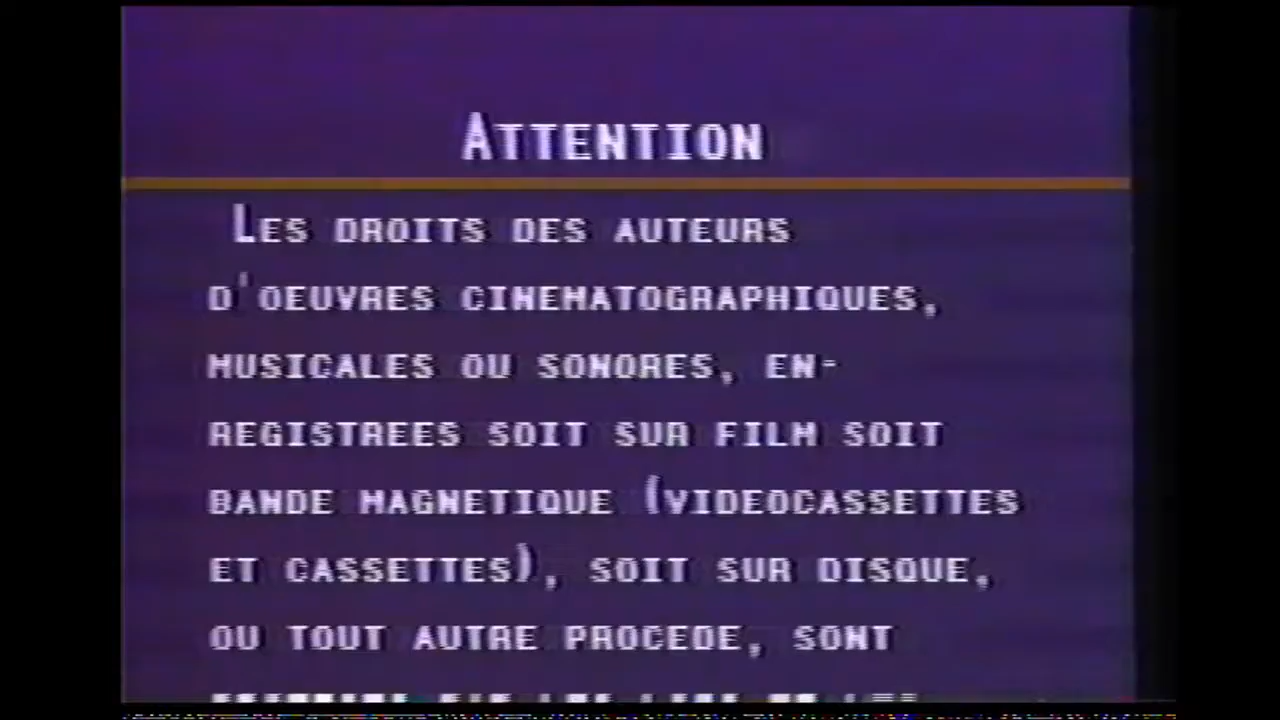 ATTENTION
LES DROITS DES AUTEURS
D'OEUVRES CINEMATOGRAPHIQUES,
MUSICALES OU SONORES, EN-
REGISTREES SOIT SUR FILM SOIT
BANDE MAGNETIQUE (VIDEOCASSETTES
ET CASSETTES), SOIT SUR DISQUE,
OU TOUT AUTRE PROCEDE, SONT